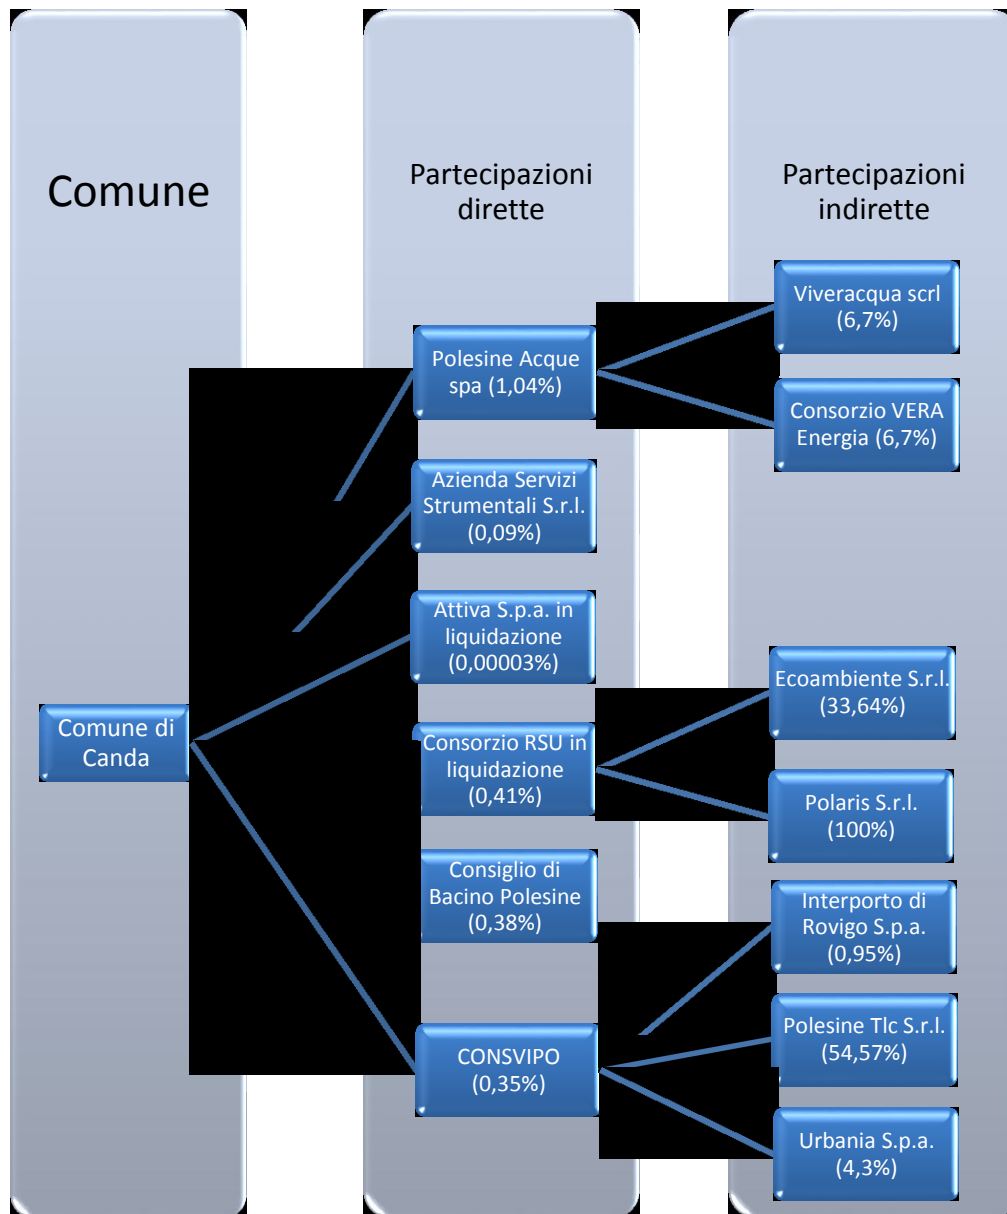 Comune
Comune di
Canda
Partecipazioni
dirette
Polesine Acque
spa (1,04%)
Azienda Servizi
Strumentali S.r.l.
(0,09%)
Attiva S.p.a. in
liquidazione
(0,00003%)
Consorzio RSU in
liquidazione
(0,41%)
Consiglio di
Bacino Polesine
(0,38%)
CONSVIPO
(0,35%)
Partecipazioni
indirette
Viveracqua scrl
(6,7%)
Consorzio VERA
Energia (6,7%)
Ecoambiente S.r.l.
(33,64%)
Polaris S.r.l.
(100%)
Interporto di
Rovigo S.p.a.
(0,95%)
Polesine Tlc S.r.l.
(54,57%)
Urbania S.p.a.
(4,3%)